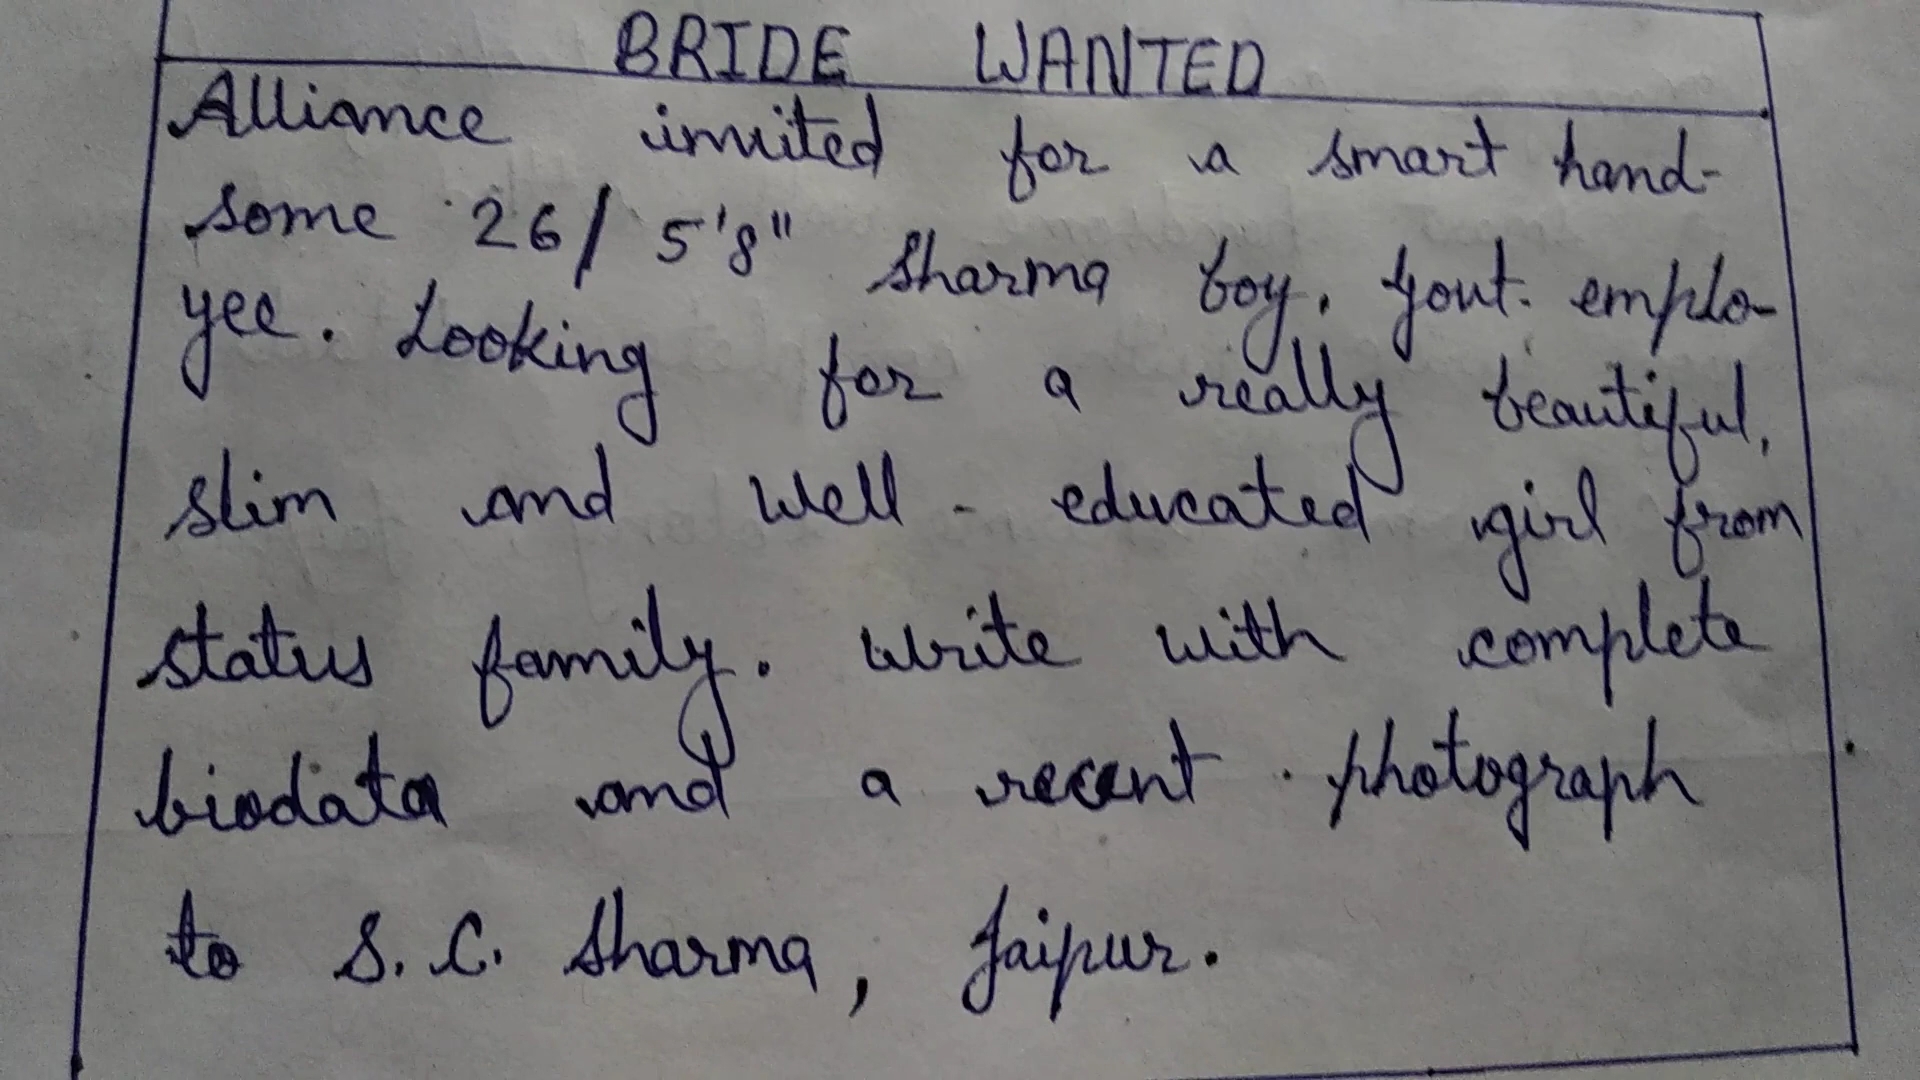 BRIDE WANTED
Alliance invited for a smart hand-
some 26/ 5'8" Sharma boy. Govt. emplo-
yee. Looking for a really beautiful,
slim and well - educated girl from
status family. Write with complete
biodata and a recent photograph
to S. C. Sharma, Jaipur.